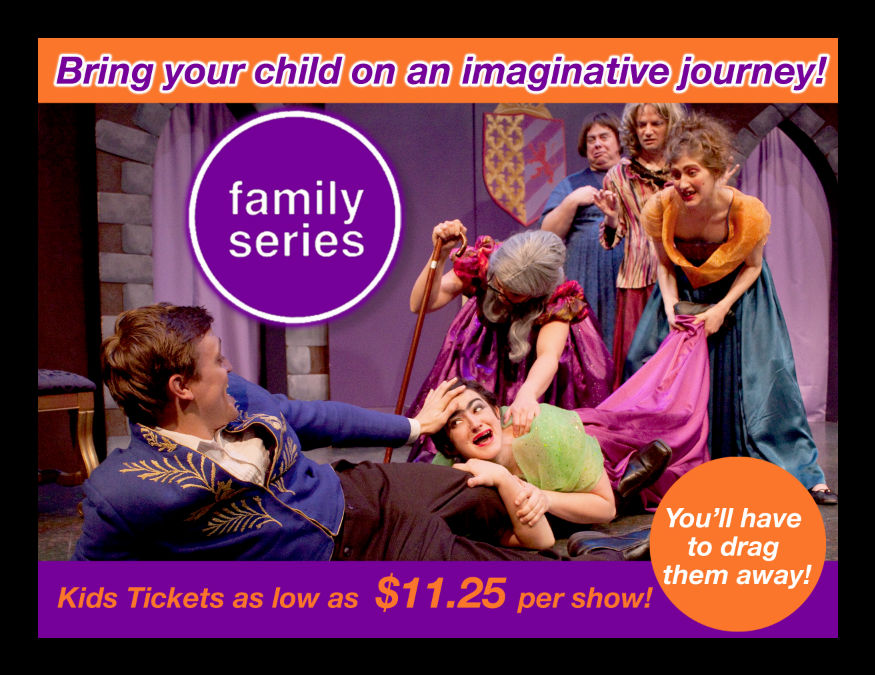 Bring your child on an imaginative journey!
family
series
You'll have
to drag
them away!
Kids Tickets as low as $11.25 per show!